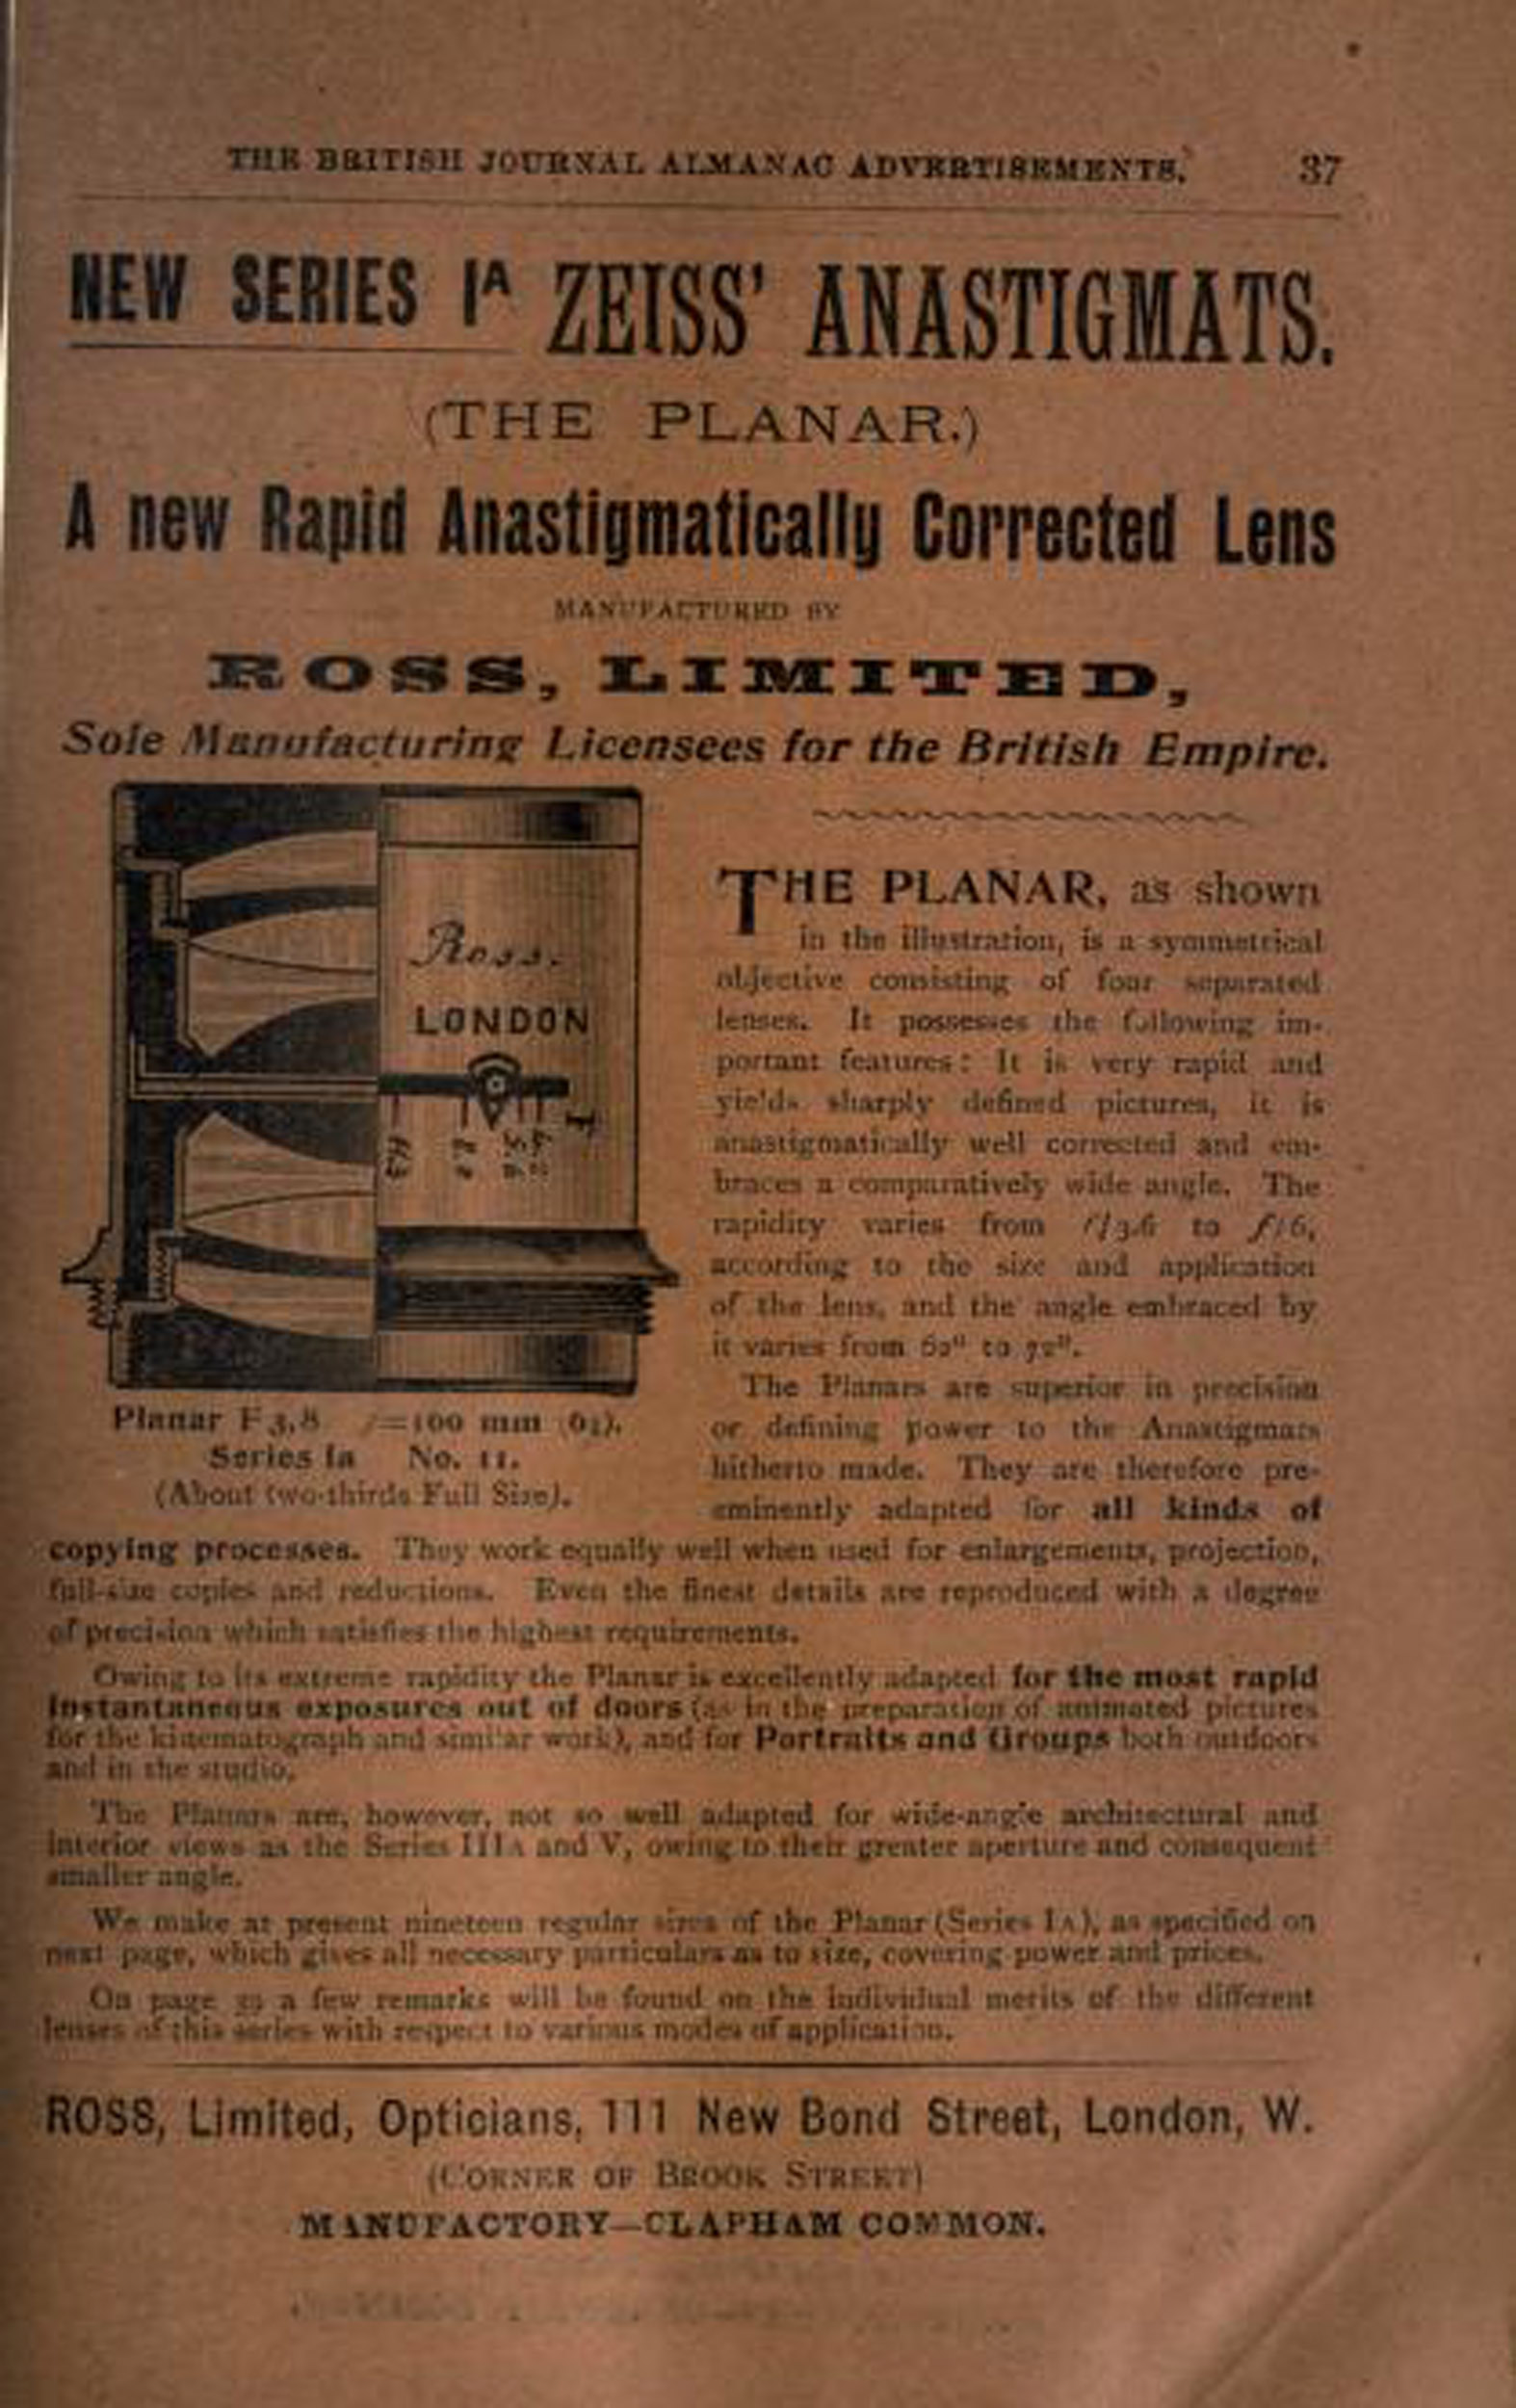 THE BRITISH JOURNAL ALMANAC ADVERTISEMENTS. 37
NEW SERIES IA ZEISS' ANASTIGMATS.
(THE PLANAR.)
A new Rapid Anastigmatically Corrected Lens
MANUFACTURED BY
ROSS, LIMITED,
Sole Manufacturing Licensees for the British Empire.
Ross.
LONDON
Planar F 3,8 =100 mm
Series Ia No. 11.
(About two-thirds Full Size).
THE PLANAR, as shown
in the illustration, is a symmetrical
objective consisting of four separated
lenses. It possesses the following im-
portant features: It is very rapid and
yields sharply defined pictures, it is
anastigmatically well corrected and em-
braces a comparatively wide angle. The
rapidity varies from f/3.6 to f/6,
according to the size and application
of the lens, and the angle embraced by
it varies from to
The Planars are superior in precision
or defining power to the Anastigmats
hitherto made. They are therefore pre-
eminently adapted for all kinds of
copying processes. They work equally well when used for enlargements, projection,
full-size copies and reductions. Even the finest details are reproduced with a degree
of precision which satisfies the highest requirements.
Owing to its extreme rapidity the Planar is excellently adapted for the most rapid
instantaneous exposures out of doors (as in the preparation of animated pictures
for the kinematograph and similar work), and for Portraits and Groups both outdoors
and in the studio.
The Planars are, however, not so well adapted for wide-angle architectural and
interior views as the Series IIIA and V, owing to their greater aperture and consequent
smaller angle.
We make at present nineteen regular sizes of the Planar (Series IA), as specified on
next page, which gives all necessary particulars as to size, covering power and prices.
On page 39 a few remarks will be found on the individual merits of the different
lenses of this series with respect to various modes of application.
ROSS, Limited, Opticians, 111 New Bond Street, London, W.
(CORNER OF BROOK STREET)
MANUFACTORY—CLAPHAM COMMON.